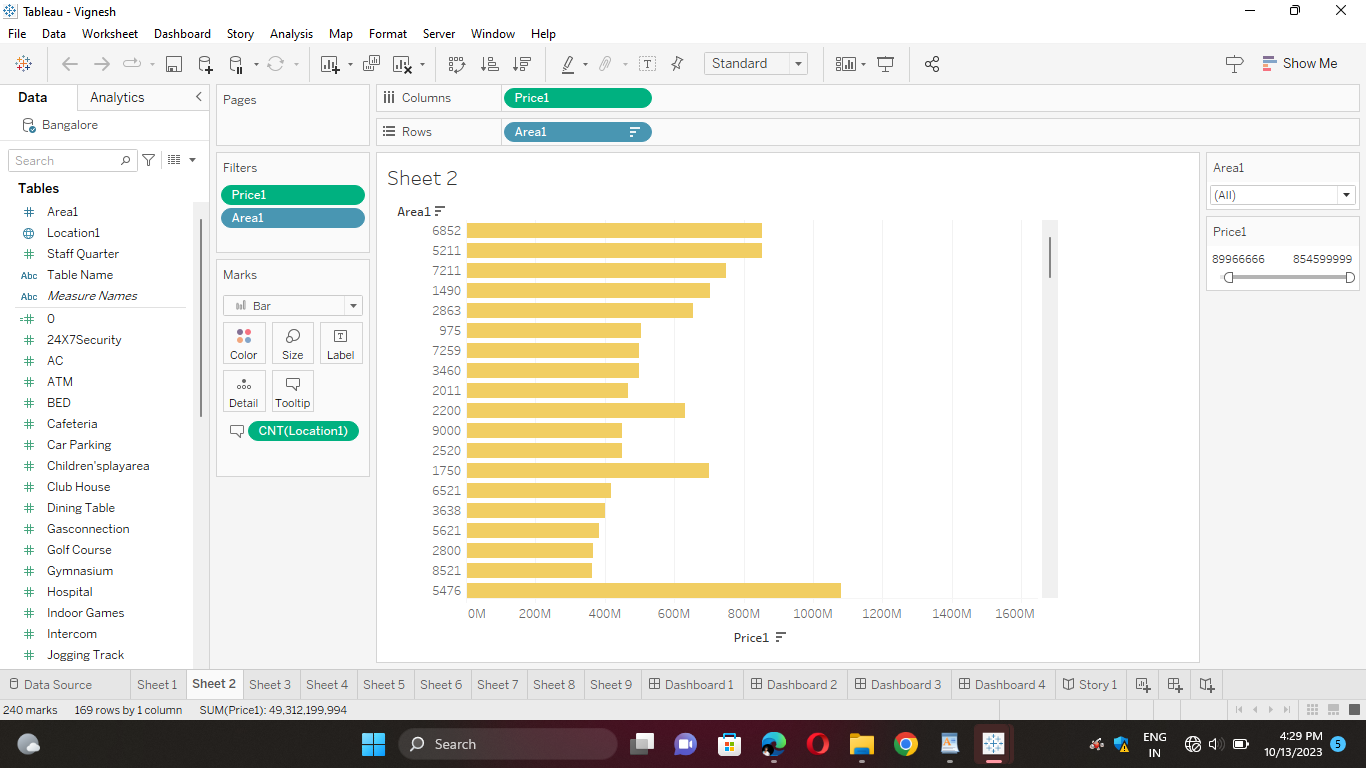 Tableau - Vignesh
File Data Worksheet Dashboard Story Analysis Map Format Server Window Help
Standard
Show Me
Data Analytics
Bangalore
Search
Tables
Area1
Location1
Staff Quarter
Abc Table Name
Abc Measure Names
0
24X7Security
AC
ATM
BED
Cafeteria
Car Parking
Children'splayarea
Club House
Dining Table
Gasconnection
Golf Course
Gymnasium
Hospital
Indoor Games
Intercom
Jogging Track
Pages
Filters
Price1
Area1
Marks
Bar
Color Size Label
Detail Tooltip
CNT(Location1)
Columns Price1
Rows Area1
Sheet 2
Area1
6852
5211
7211
1490
2863
975
7259
3460
2011
2200
9000
2520
1750
6521
3638
5621
2800
8521
5476
0M 200M 400M 600M 800M 1000M 1200M 1400M 1600M
Price1
Area1
(All)
Price1
89966666 854599999
Data Source Sheet 1 Sheet 2 Sheet 3 Sheet 4 Sheet 5 Sheet 6 Sheet 7 Sheet 8 Sheet 9 Dashboard 1 Dashboard 2 Dashboard 3 Dashboard 4 Story 1
240 marks 169 rows by 1 column SUM(Price1): 49,312,199,994
Search
ENG
IN
4:29 PM
10/13/2023
5